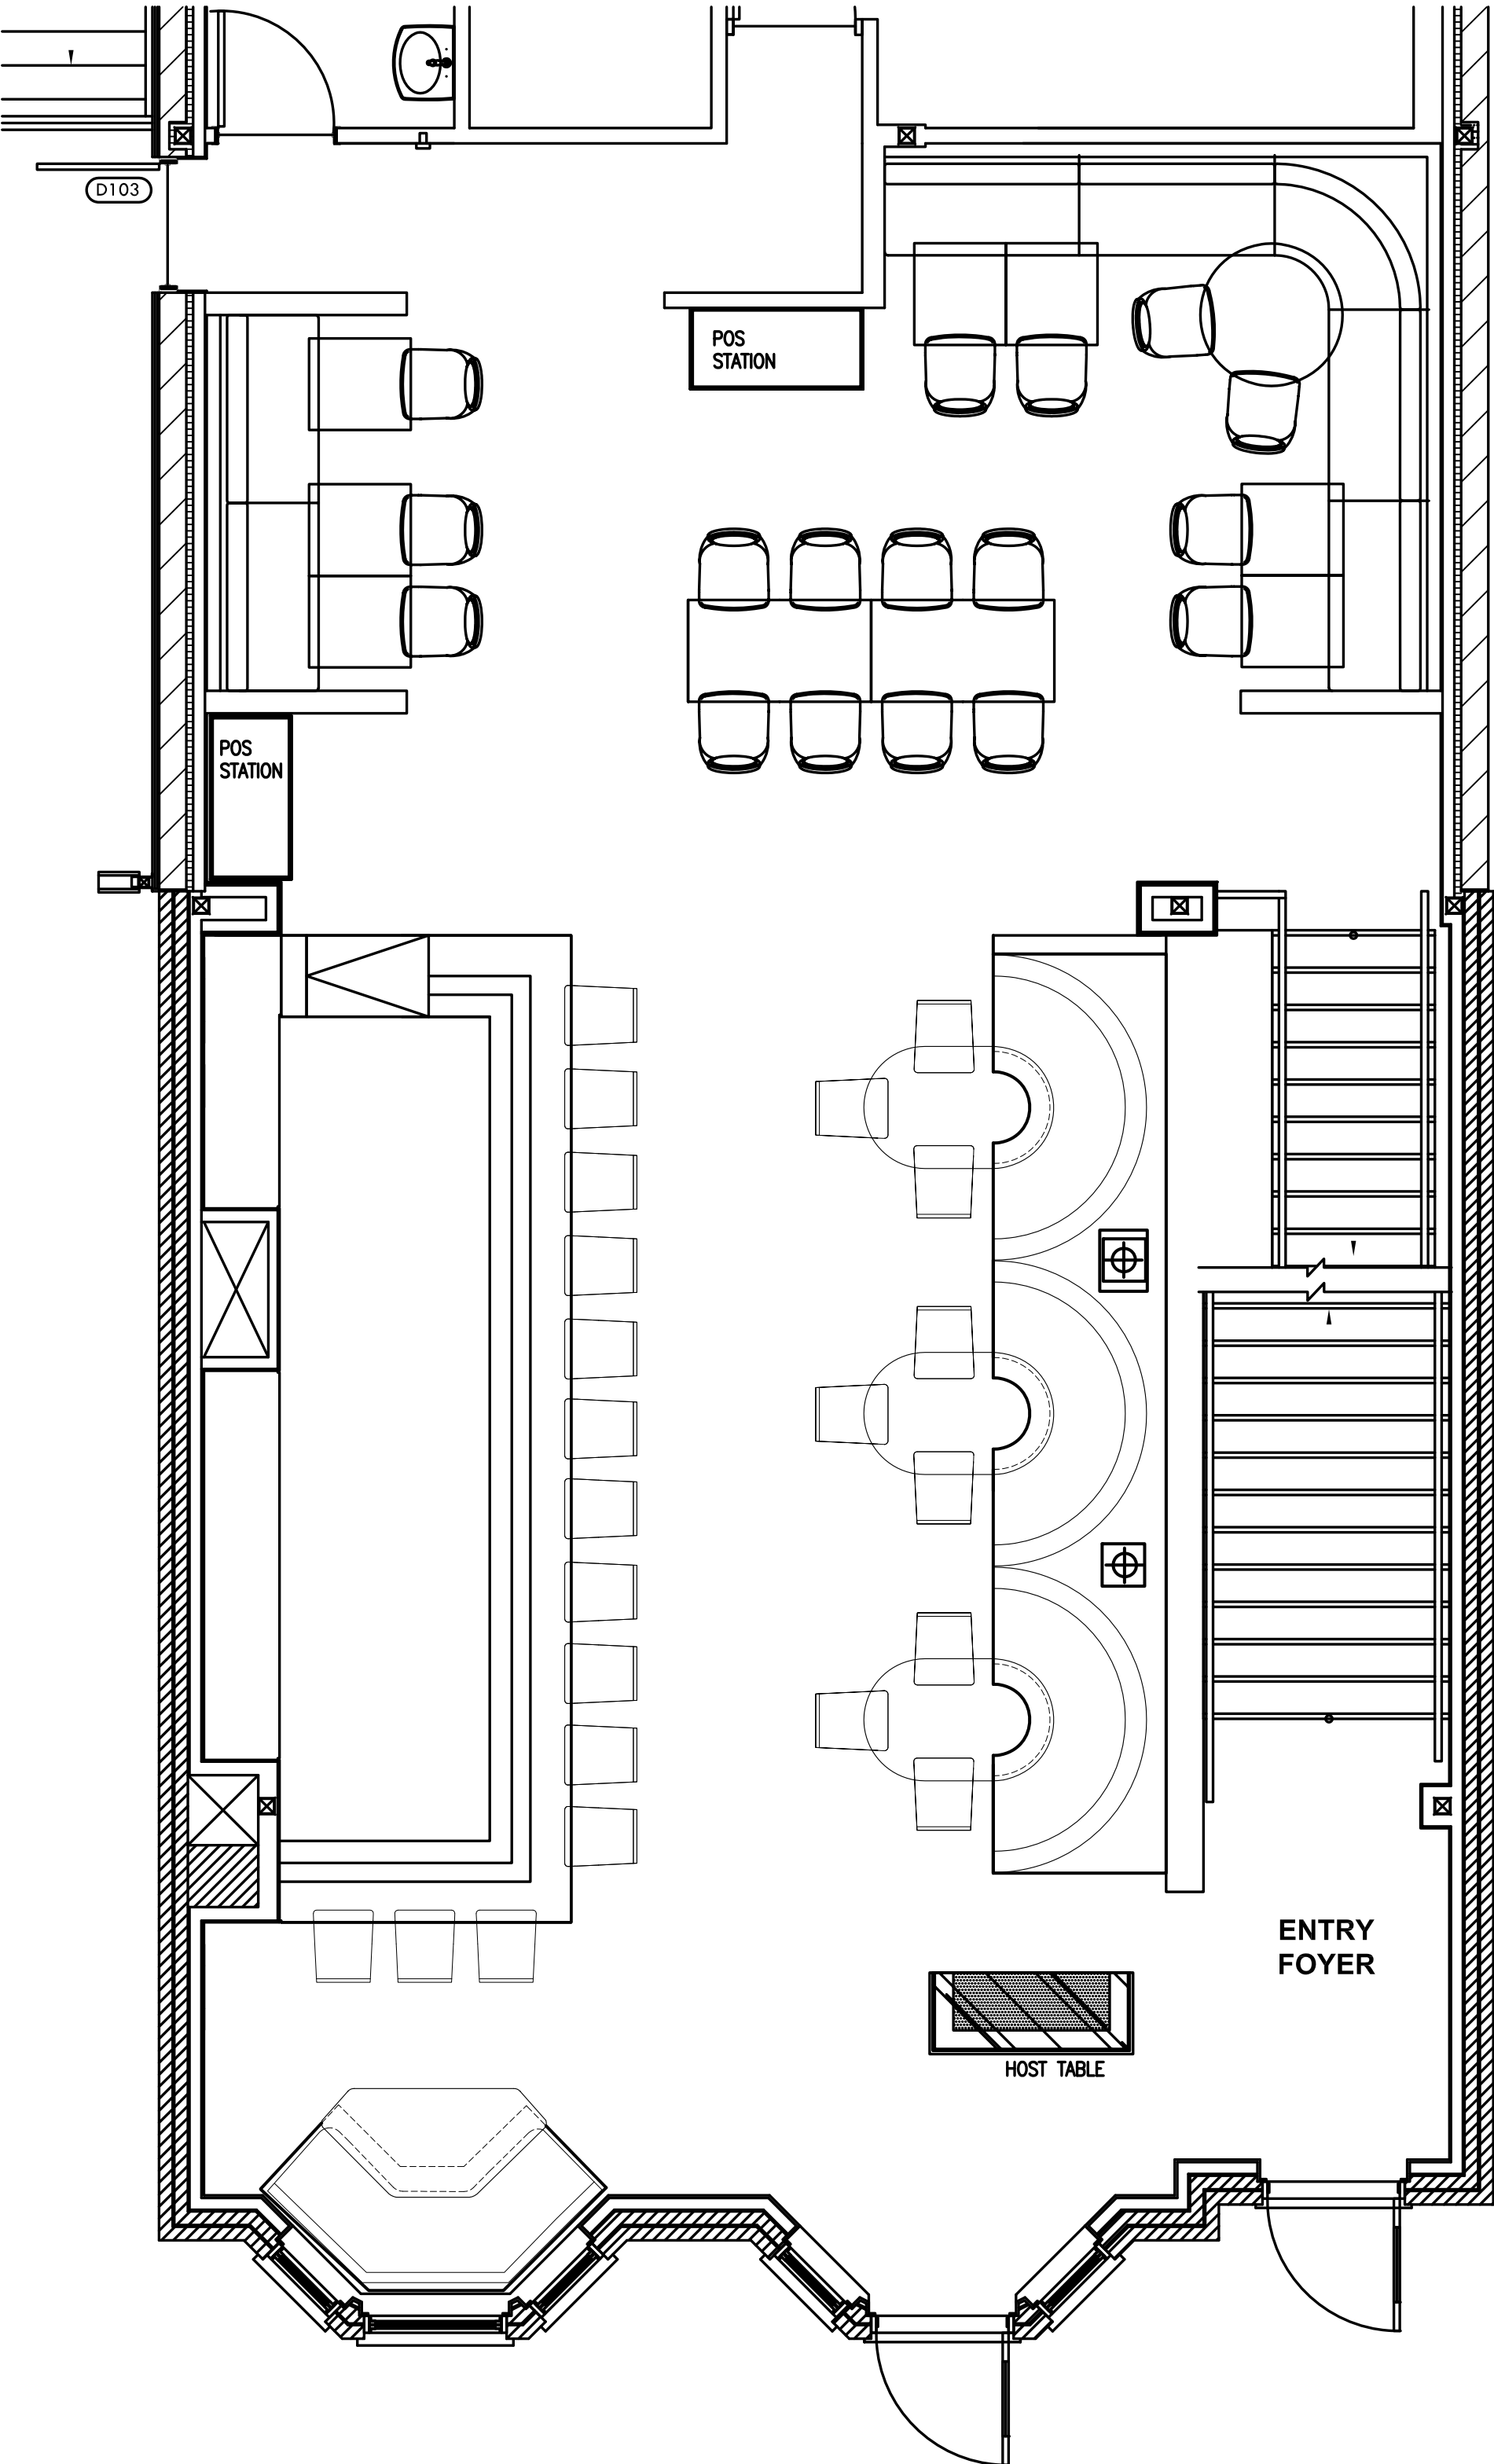 D103
POS
STATION
POS
STATION
ENTRY
FOYER
HOST TABLE